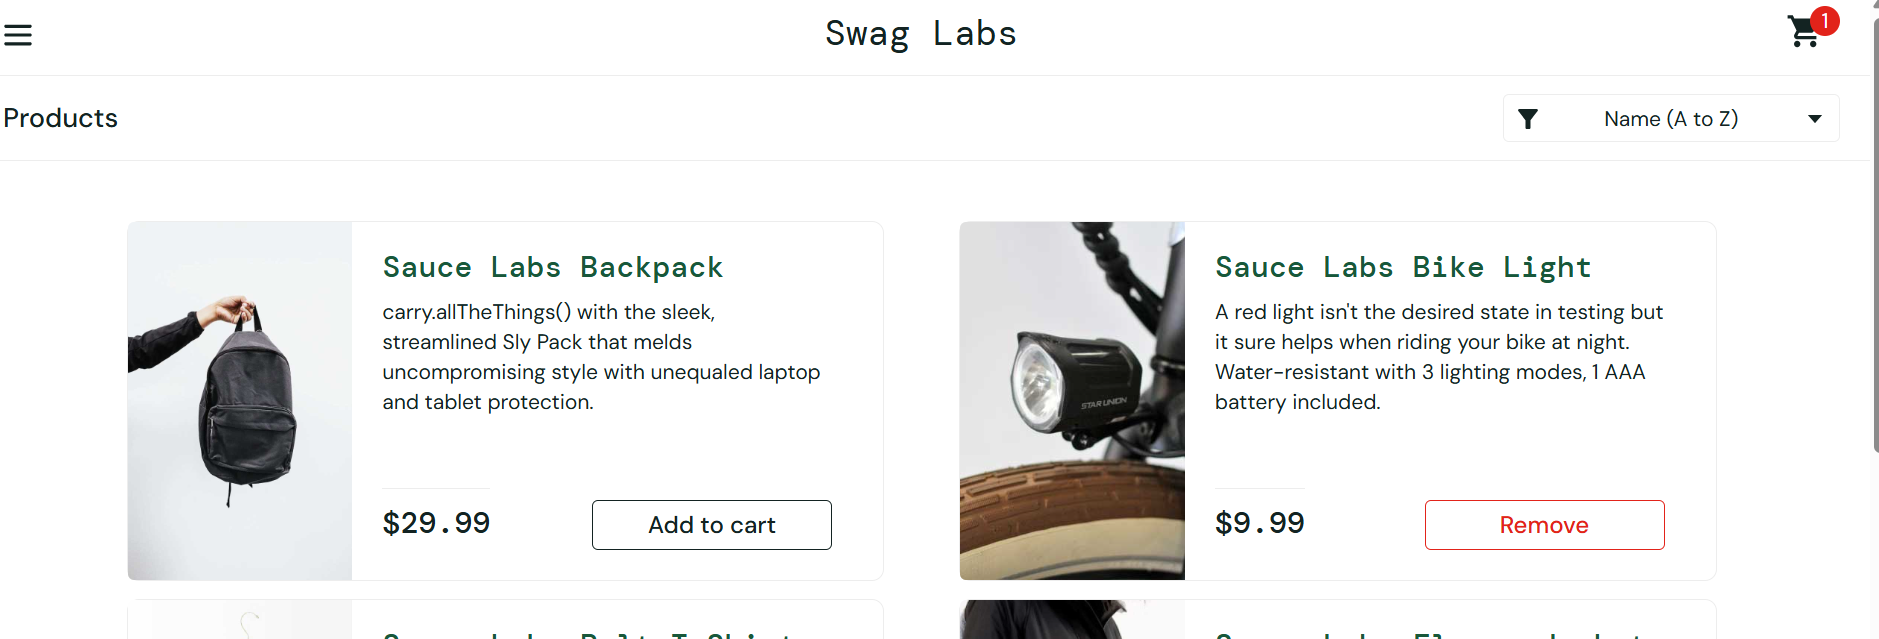 Swag Labs
1
Products
Name (A to Z)
Sauce Labs Backpack
carry.allTheThings() with the sleek,
streamlined Sly Pack that melds
uncompromising style with unequaled laptop
and tablet protection.
$29.99
Add to cart
Sauce Labs Bike Light
A red light isn't the desired state in testing but
it sure helps when riding your bike at night.
Water-resistant with 3 lighting modes, 1 AAA
battery included.
STAR UNION
$9.99
Remove